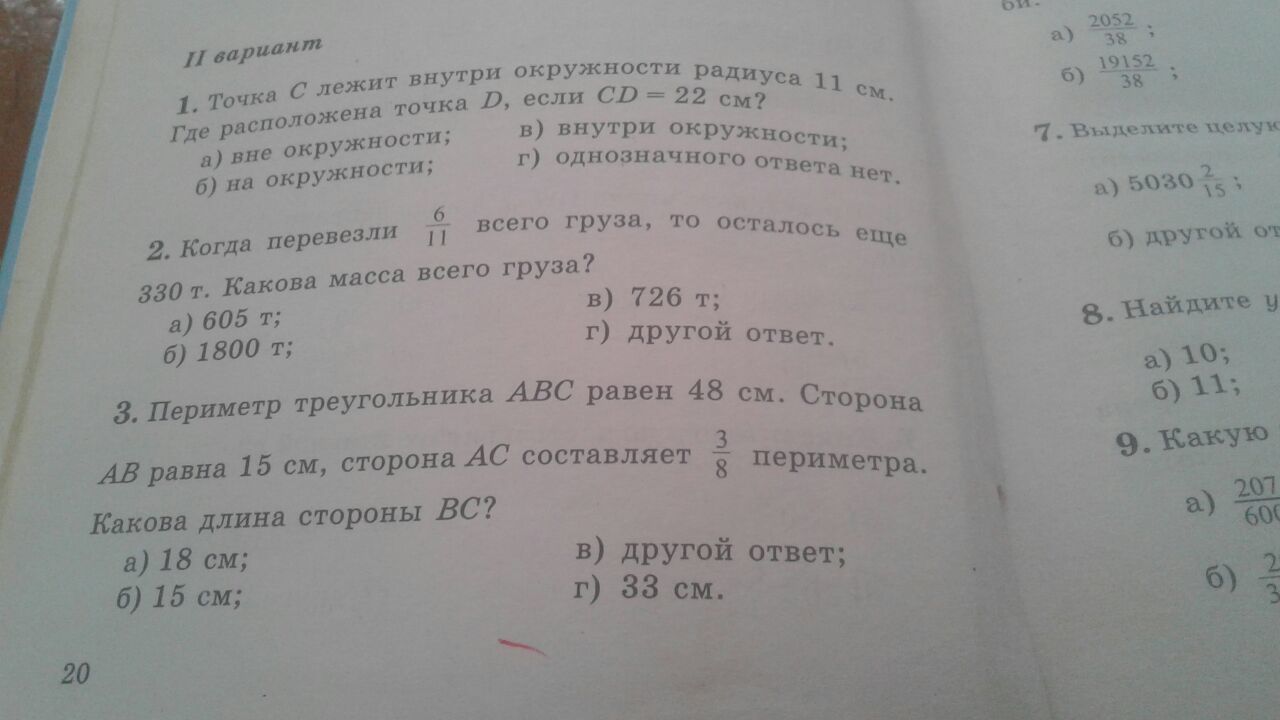 II вариант
1. Точка C лежит внутри окружности радиуса 11 см.
Где расположена точка D, если CD = 22 см?
а) вне окружности; в) внутри окружности;
б) на окружности; г) однозначного ответа нет.
2. Когда перевезли 6/11 всего груза, то осталось еще
330 т. Какова масса всего груза?
а) 605 т; в) 726 т;
б) 1800 т; г) другой ответ.
3. Периметр треугольника ABC равен 48 см. Сторона
AB равна 15 см, сторона AC составляет 3/8 периметра.
Какова длина стороны BC?
а) 18 см; в) другой ответ;
б) 15 см; г) 33 см.
20
би.
а) 2052/38 ;
б) 19152/38 ;
7. Выделите
а) 5030 2/15 ;
б) другой
8. Найдите
а) 10;
б) 11;
9. Какую
а)
б)